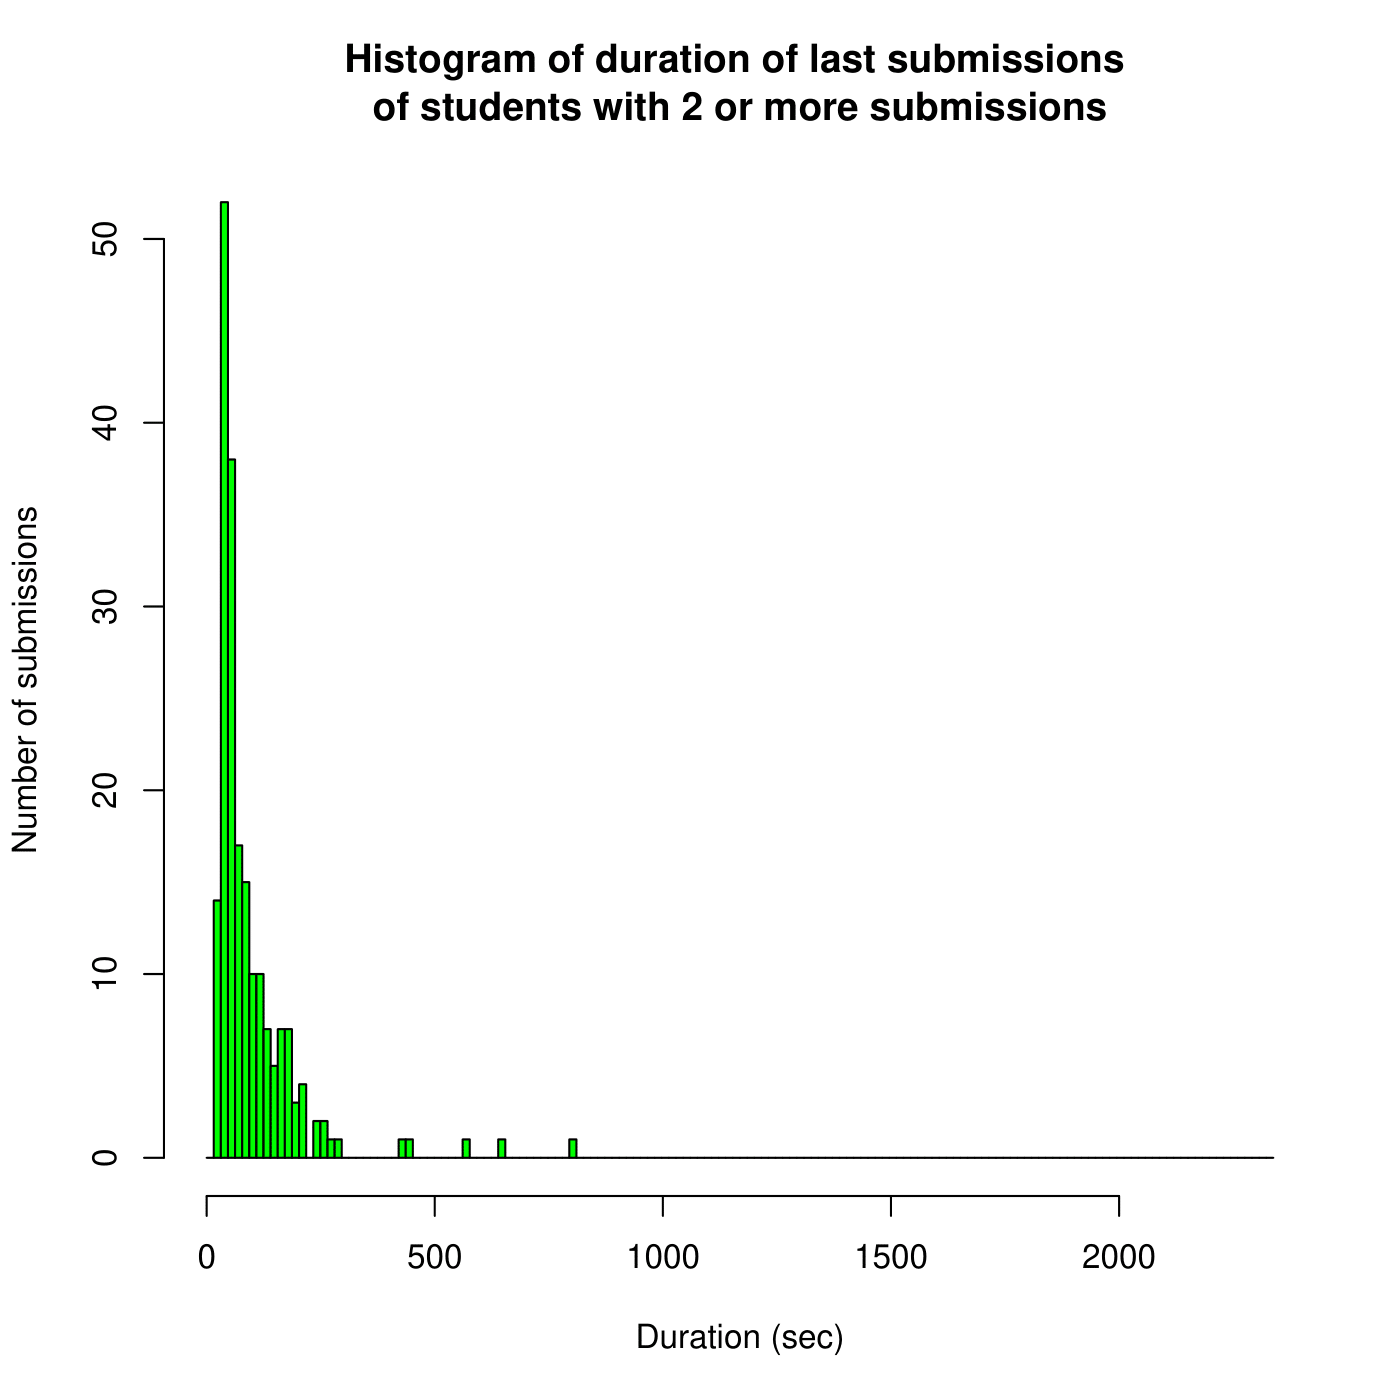 Histogram of duration of last submissions
of students with 2 or more submissions
50
40
30
20
10
0
Number of submissions
0 500 1000 1500 2000
Duration (sec)